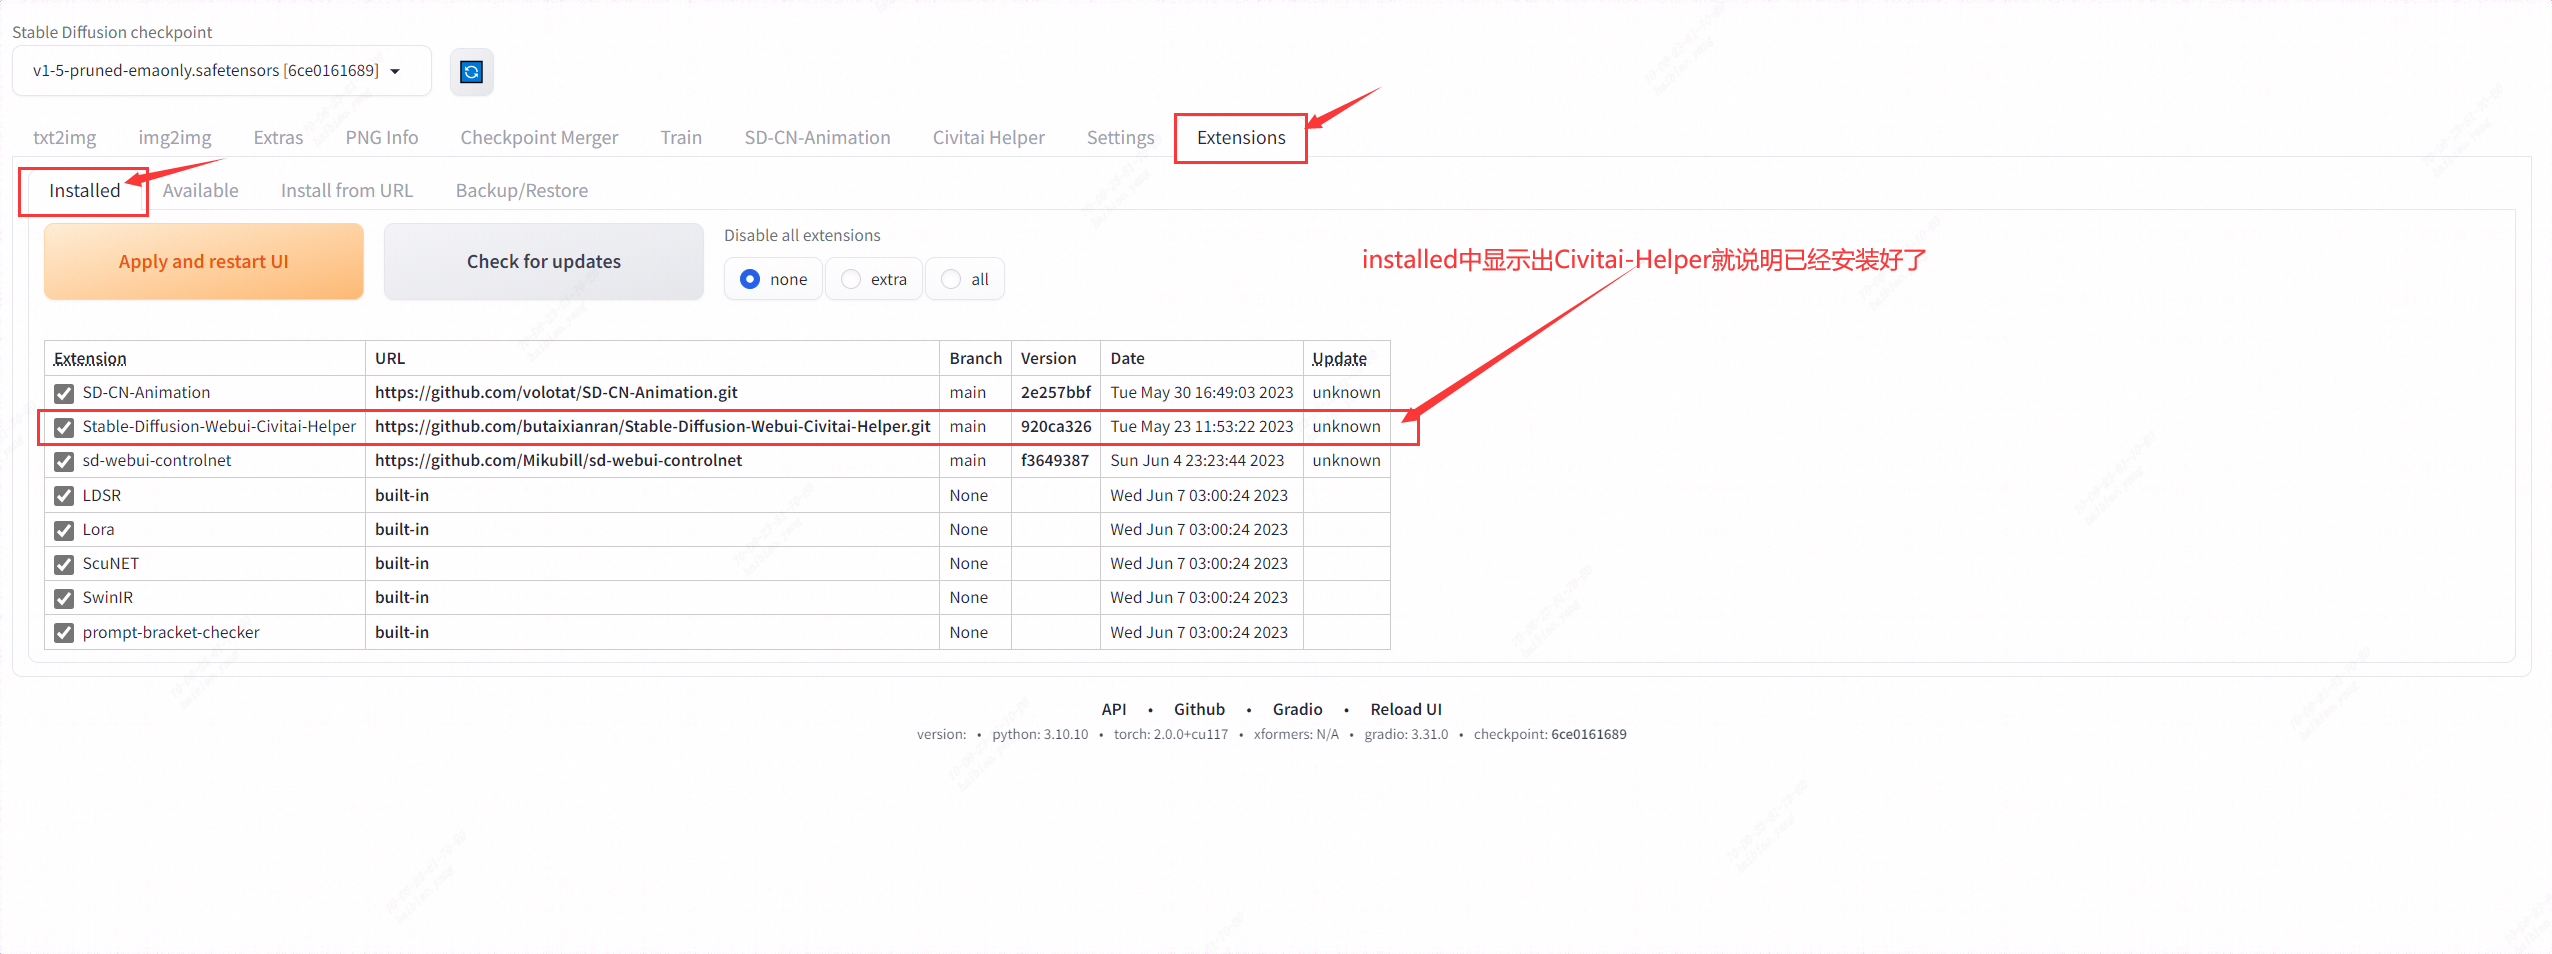 Stable Diffusion checkpoint
v1-5-pruned-emaonly.safetensors [6ce0161689]
txt2img img2img Extras PNG Info Checkpoint Merger Train SD-CN-Animation Civitai Helper Settings Extensions
Installed Available Install from URL Backup/Restore
Apply and restart UI Check for updates
Disable all extensions
none extra all
installed中显示出Civitai-Helper就说明已经安装好了
Extension URL Branch Version Date Update
SD-CN-Animation https://github.com/volotat/SD-CN-Animation.git main 2e257bbf Tue May 30 16:49:03 2023 unknown
Stable-Diffusion-Webui-Civitai-Helper https://github.com/butaixianran/Stable-Diffusion-Webui-Civitai-Helper.git main 920ca326 Tue May 23 11:53:22 2023 unknown
sd-webui-controlnet https://github.com/Mikubill/sd-webui-controlnet main f3649387 Sun Jun 4 23:23:44 2023 unknown
LDSR built-in None Wed Jun 7 03:00:24 2023
Lora built-in None Wed Jun 7 03:00:24 2023
ScuNET built-in None Wed Jun 7 03:00:24 2023
SwinIR built-in None Wed Jun 7 03:00:24 2023
prompt-bracket-checker built-in None Wed Jun 7 03:00:24 2023
API • Github • Gradio • Reload UI
version: • python: 3.10.10 • torch: 2.0.0+cu117 • xformers: N/A • gradio: 3.31.0 • checkpoint: 6ce0161689